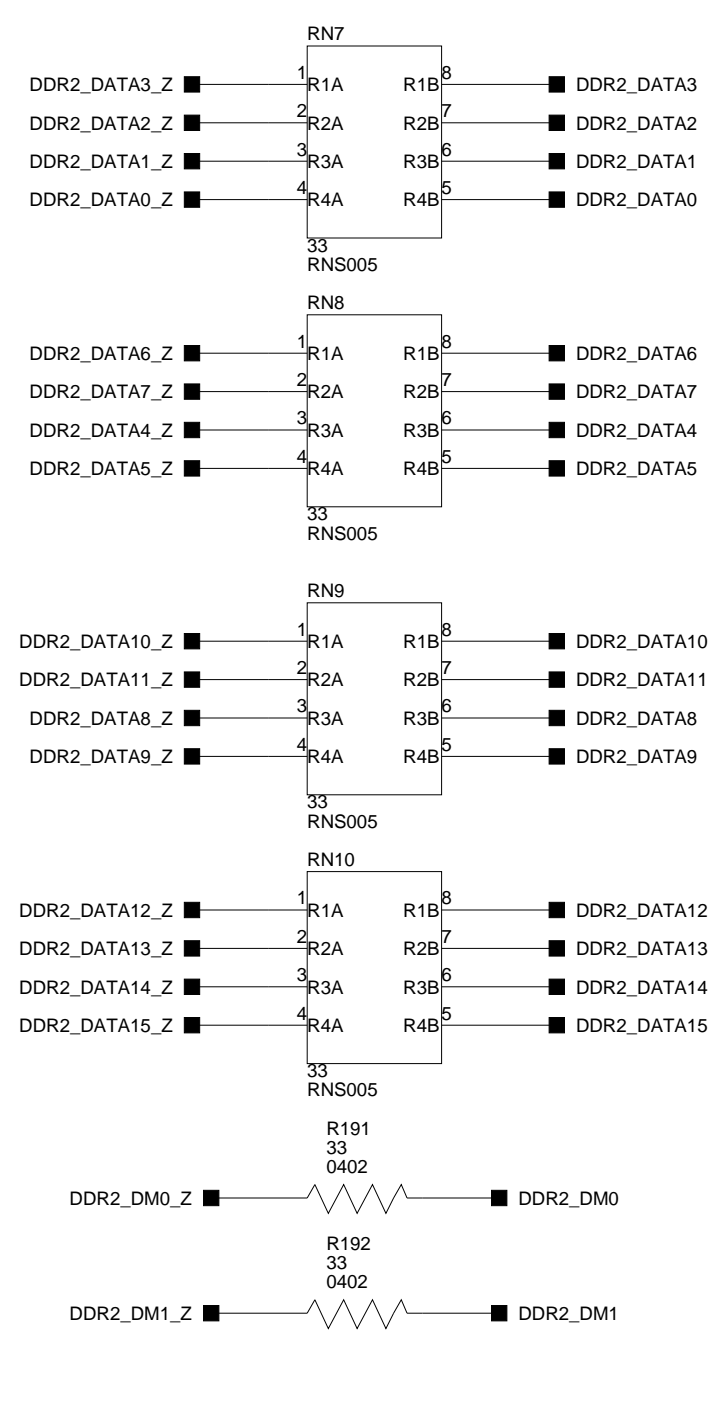 RN7
DDR2_DATA3_Z 1 R1A R1B 8 DDR2_DATA3
DDR2_DATA2_Z 2 R2A R2B 7 DDR2_DATA2
DDR2_DATA1_Z 3 R3A R3B 6 DDR2_DATA1
DDR2_DATA0_Z 4 R4A R4B 5 DDR2_DATA0
33
RNS005
RN8
DDR2_DATA6_Z 1 R1A R1B 8 DDR2_DATA6
DDR2_DATA7_Z 2 R2A R2B 7 DDR2_DATA7
DDR2_DATA4_Z 3 R3A R3B 6 DDR2_DATA4
DDR2_DATA5_Z 4 R4A R4B 5 DDR2_DATA5
33
RNS005
RN9
DDR2_DATA10_Z 1 R1A R1B 8 DDR2_DATA10
DDR2_DATA11_Z 2 R2A R2B 7 DDR2_DATA11
DDR2_DATA8_Z 3 R3A R3B 6 DDR2_DATA8
DDR2_DATA9_Z 4 R4A R4B 5 DDR2_DATA9
33
RNS005
RN10
DDR2_DATA12_Z 1 R1A R1B 8 DDR2_DATA12
DDR2_DATA13_Z 2 R2A R2B 7 DDR2_DATA13
DDR2_DATA14_Z 3 R3A R3B 6 DDR2_DATA14
DDR2_DATA15_Z 4 R4A R4B 5 DDR2_DATA15
33
RNS005
R191
33
0402
DDR2_DM0_Z DDR2_DM0
R192
33
0402
DDR2_DM1_Z DDR2_DM1